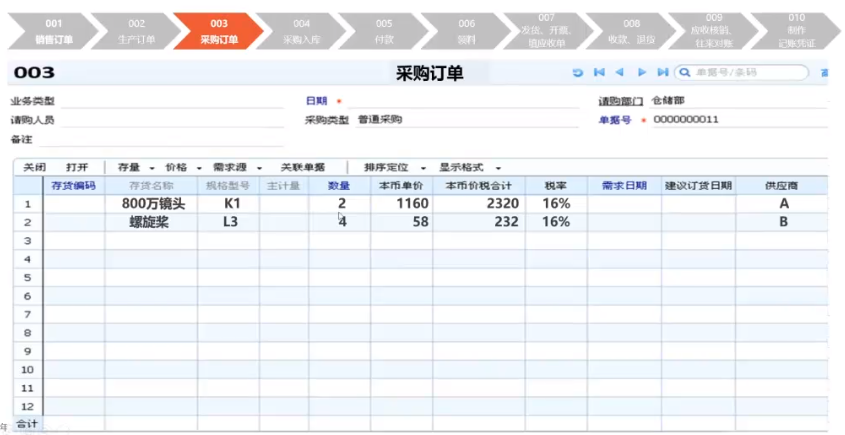 001 002 003 004 005 006 007 008 009 010
销售订单 生产订单 采购订单 采购入库 付款 领料 发货、开票、 收款、退货 应收核销、 制作
填应收单 往来对账 记账凭证
003 采购订单 单据号/条码
业务类型 日期 * 请购部门 仓储部
请购人员 采购类型 普通采购 单据号 * 0000000011
备注
关闭 打开 存量 价格 需求源 关联单据 排序定位 显示格式
存货编码 存货名称 规格型号 主计量 数量 本币单价 本币价税合计 税率 需求日期 建议订货日期 供应商
1 800万镜头 K1 2 1160 2320 16% A
2 螺旋桨 L3 4 58 232 16% B
3
4
5
6
7
8
9
10
11
12
合计